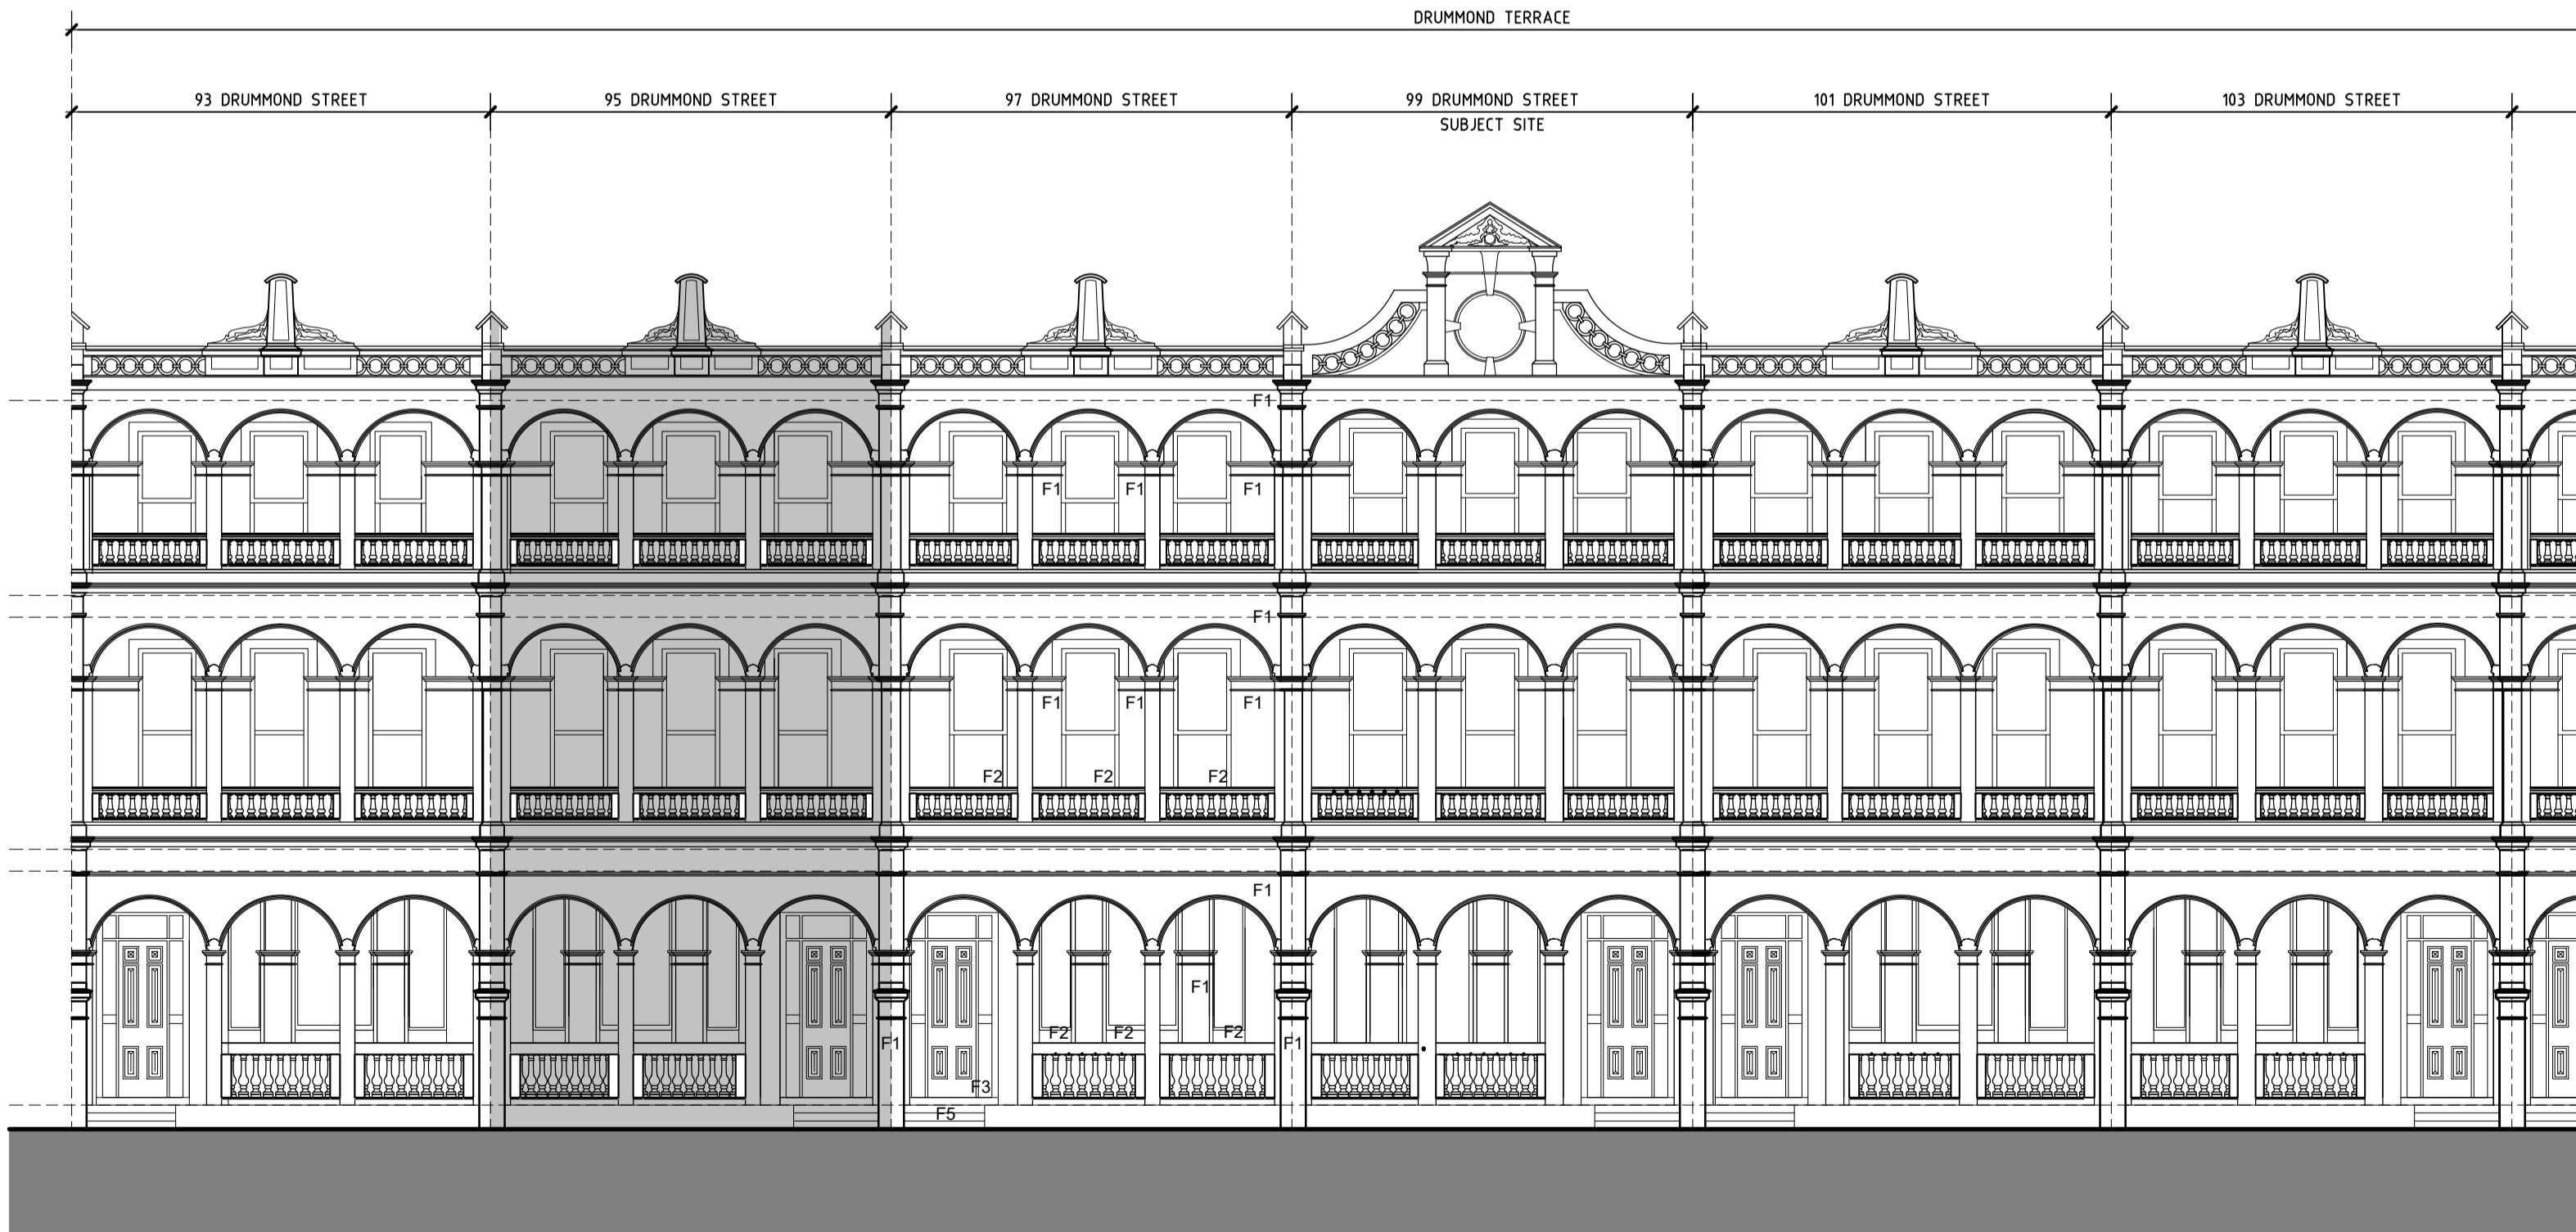 DRUMMOND TERRACE
93 DRUMMOND STREET
95 DRUMMOND STREET
97 DRUMMOND STREET
99 DRUMMOND STREET
SUBJECT SITE
101 DRUMMOND STREET
103 DRUMMOND STREET
F1
F1 F1 F1
F1
F1 F1 F1
F2 F2 F2
F1
F1
F2 F2 F2
F1 F1
F3
F5